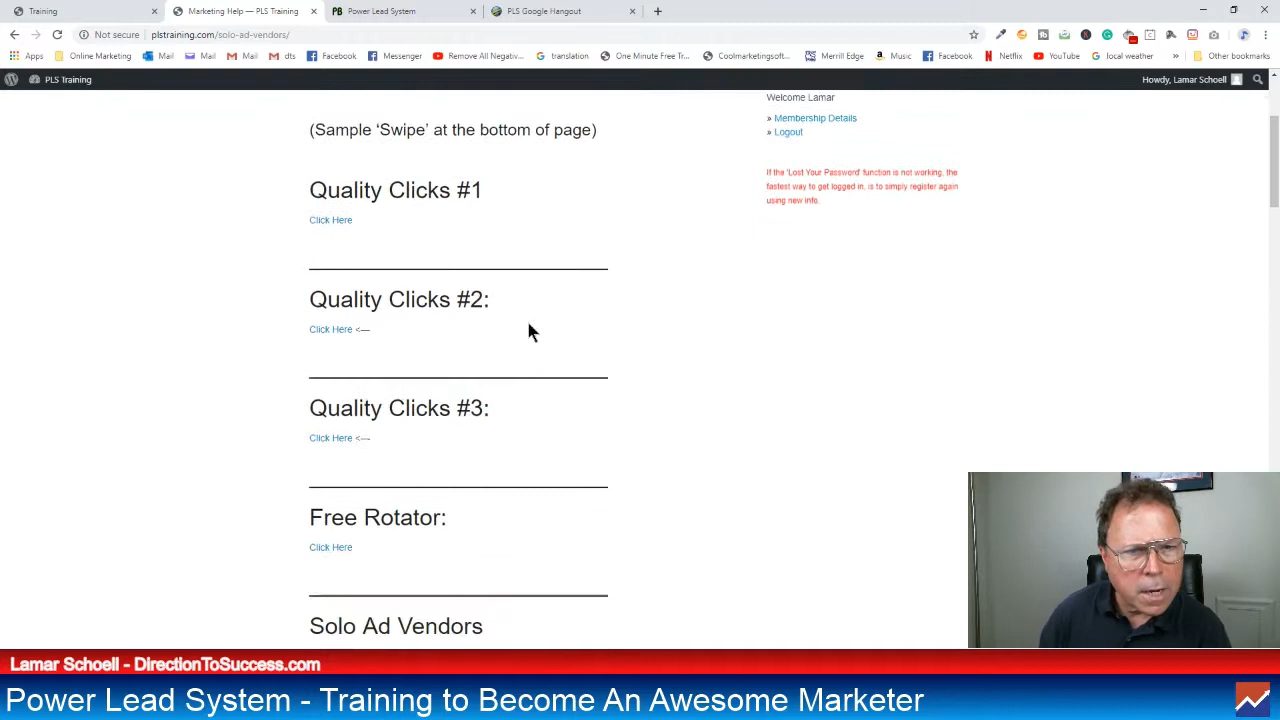 Training
Marketing Help — PLS Training
Power Lead System
PLS Google Hangout
Not secure | plstraining.com/solo-ad-vendors/
Apps Online Marketing Mail Mail Mail dts Facebook Messenger Remove All Negativ... translation One Minute Free Tr... Coolmarketingsoft... Merrill Edge Music Facebook Netflix YouTube local weather » Other bookmarks
PLS Training
Howdy, Lamar Schoell
Welcome Lamar
» Membership Details
» Logout
If the 'Lost Your Password' function is not working, the
fastest way to get logged in, is to simply register again
using new info.
(Sample ‘Swipe’ at the bottom of page)
Quality Clicks #1
Click Here
Quality Clicks #2:
Click Here <—
Quality Clicks #3:
Click Here <—
Free Rotator:
Click Here
Solo Ad Vendors
Lamar Schoell - DirectionToSuccess.com
Power Lead System - Training to Become An Awesome Marketer